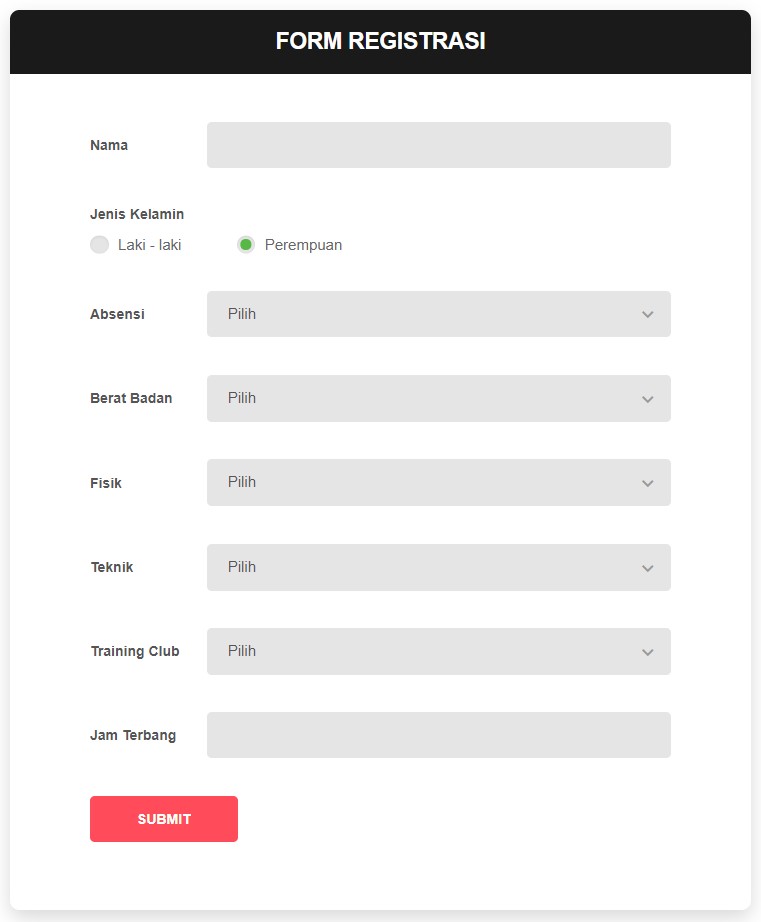 FORM REGISTRASI
Nama
Jenis Kelamin
Laki - laki Perempuan
Absensi Pilih
Berat Badan Pilih
Fisik Pilih
Teknik Pilih
Training Club Pilih
Jam Terbang
SUBMIT